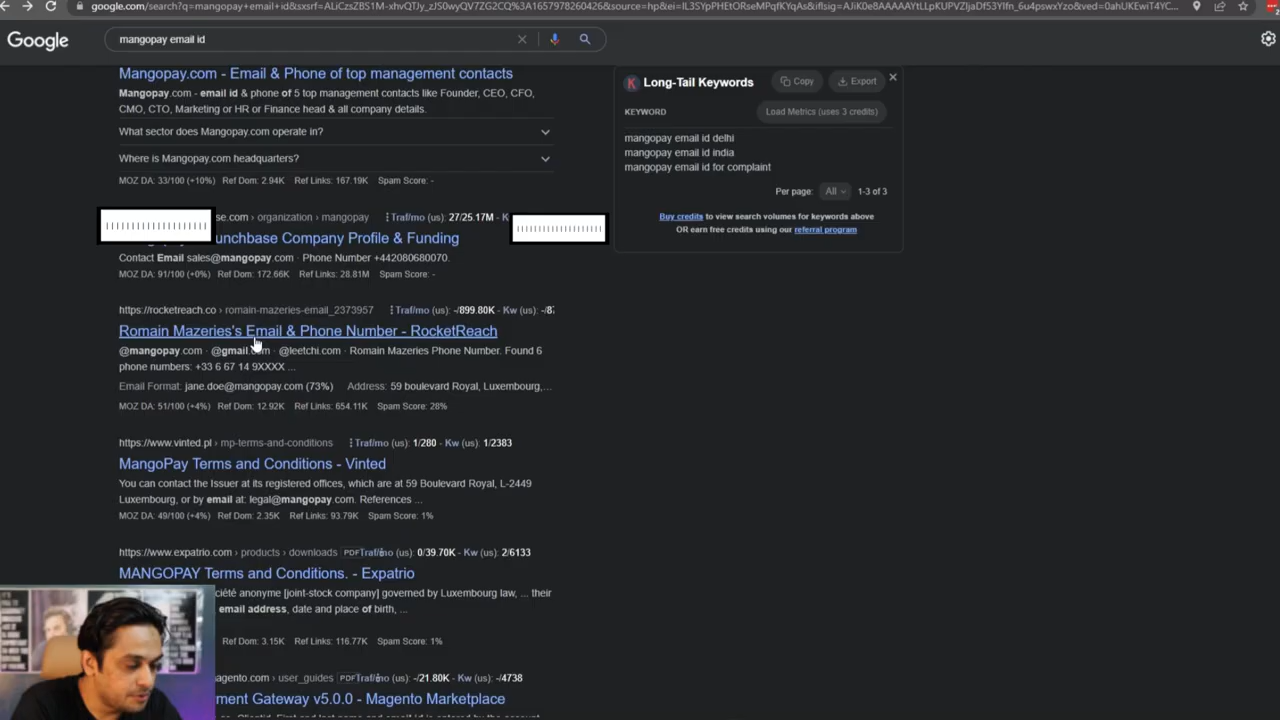 google.com/search?q=mangopay+email+id&sxsrf=ALiCzsZBS1M-xhvQTJy_zJS0wyQV7ZG2CQ%3A1657978260426&source=hp&ei=
Google
mangopay email id
Mangopay.com - Email & Phone of top management contacts
Mangopay.com - email id & phone of 5 top management contacts like Founder, CEO, CFO,
CMO, CTO, Marketing or HR or Finance head & all company details.
What sector does Mangopay.com operate in?
Where is Mangopay.com headquarters?
MOZ DA: 33/100 (+10%) Ref Dom: 2.94K Ref Links: 167.19K Spam Score: -
se.com › organization › mangopay Traf/mo (us): 27/25.17M - K
unchbase Company Profile & Funding
Contact Email sales@mangopay.com · Phone Number +442080680070.
MOZ DA: 91/100 (+0%) Ref Dom: 172.66K Ref Links: 28.81M Spam Score: -
https://rocketreach.co › romain-mazeries-email_2373957 Traf/mo (us): -/899.80K - Kw (us): -/87
Romain Mazeries's Email & Phone Number - RocketReach
@mangopay.com · @gmail.com · @leetchi.com · Romain Mazeries Phone Number. Found 6
phone numbers: +33 6 67 14 9XXXX ...
Email Format: jane.doe@mangopay.com (73%) Address: 59 boulevard Royal, Luxembourg,...
MOZ DA: 51/100 (+4%) Ref Dom: 12.92K Ref Links: 654.11K Spam Score: 28%
https://www.vinted.pl › mp-terms-and-conditions Traf/mo (us): 1/280 - Kw (us): 1/2383
MangoPay Terms and Conditions - Vinted
You can contact the Issuer at its registered offices, which are at 59 Boulevard Royal, L-2449
Luxembourg, or by email at: legal@mangopay.com. References ...
MOZ DA: 49/100 (+4%) Ref Dom: 2.35K Ref Links: 93.79K Spam Score: 1%
https://www.expatrio.com › products › downloads PDF Traf/mo (us): 0/39.70K - Kw (us): 2/6133
MANGOPAY Terms and Conditions. - Expatrio
ciété anonyme [joint-stock company] governed by Luxembourg law, ... their
email address, date and place of birth, ...
Ref Dom: 3.15K Ref Links: 116.77K Spam Score: 1%
agento.com › user_guides PDF Traf/mo (us): -/21.80K - Kw (us): -/4738
ment Gateway v5.0.0 - Magento Marketplace
Long-Tail Keywords
Copy
Export
KEYWORD
Load Metrics (uses 3 credits)
mangopay email id delhi
mangopay email id india
mangopay email id for complaint
Per page: All 1-3 of 3
Buy credits to view search volumes for keywords above
OR earn free credits using our referral program